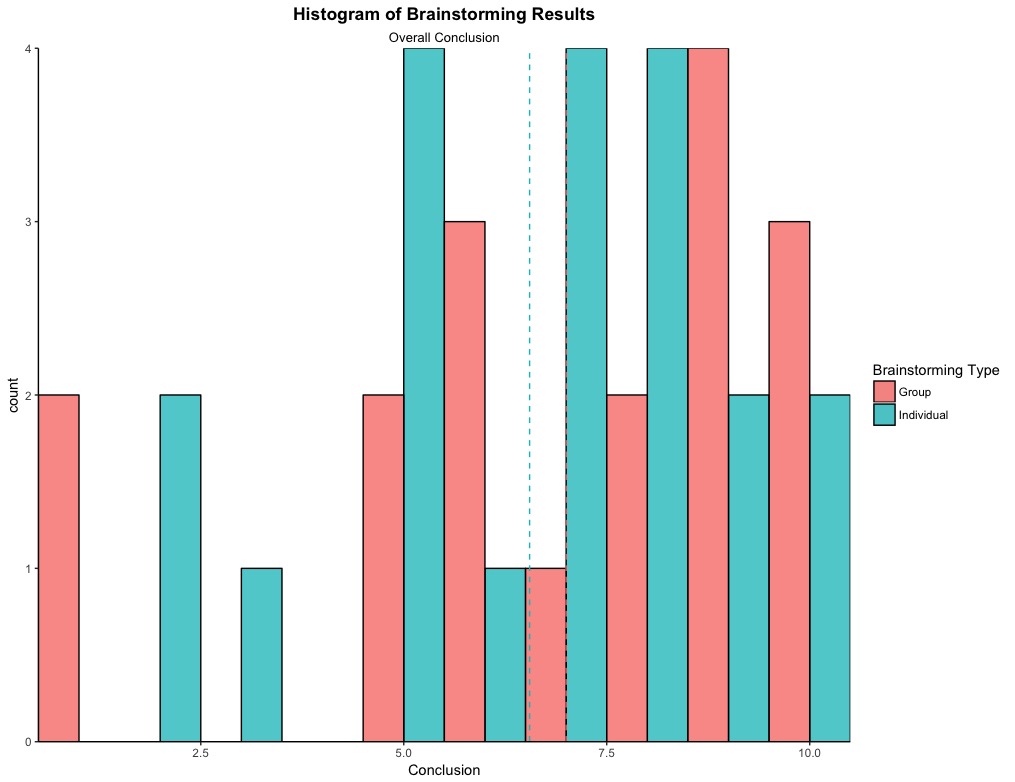 Histogram of Brainstorming Results
Overall Conclusion
4
3
2
1
0
count
2.5
5.0
7.5
10.0
Conclusion
Brainstorming Type
Group
Individual